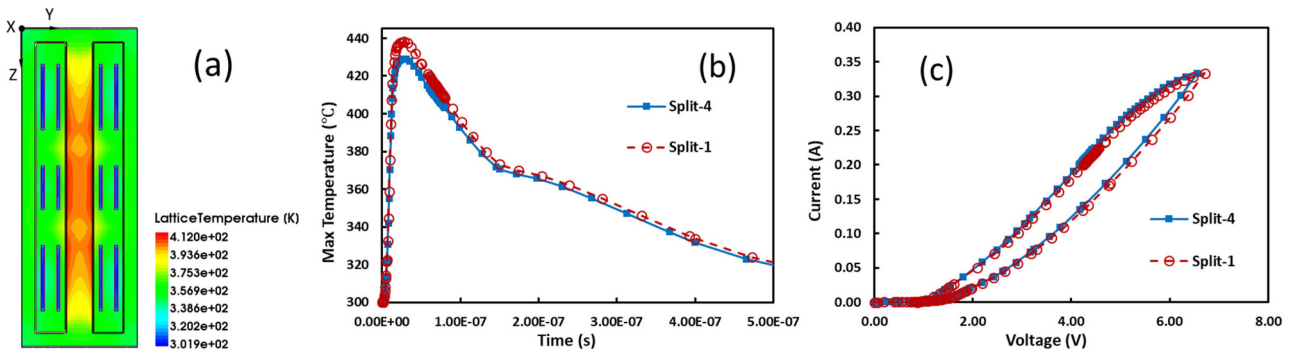 X
Y
Z
(a)
LatticeTemperature (K)
4.120e+02
3.936e+02
3.753e+02
3.569e+02
3.386e+02
3.202e+02
3.019e+02
Max Temperature (°C)
440
420
400
380
360
340
320
300
(b)
Split-4
Split-1
0.00E+00 1.00E-07 2.00E-07 3.00E-07 4.00E-07 5.00E-07
Time (s)
Current (A)
0.40
0.35
0.30
0.25
0.20
0.15
0.10
0.05
0.00
(c)
Split-4
Split-1
0.00 2.00 4.00 6.00 8.00
Voltage (V)